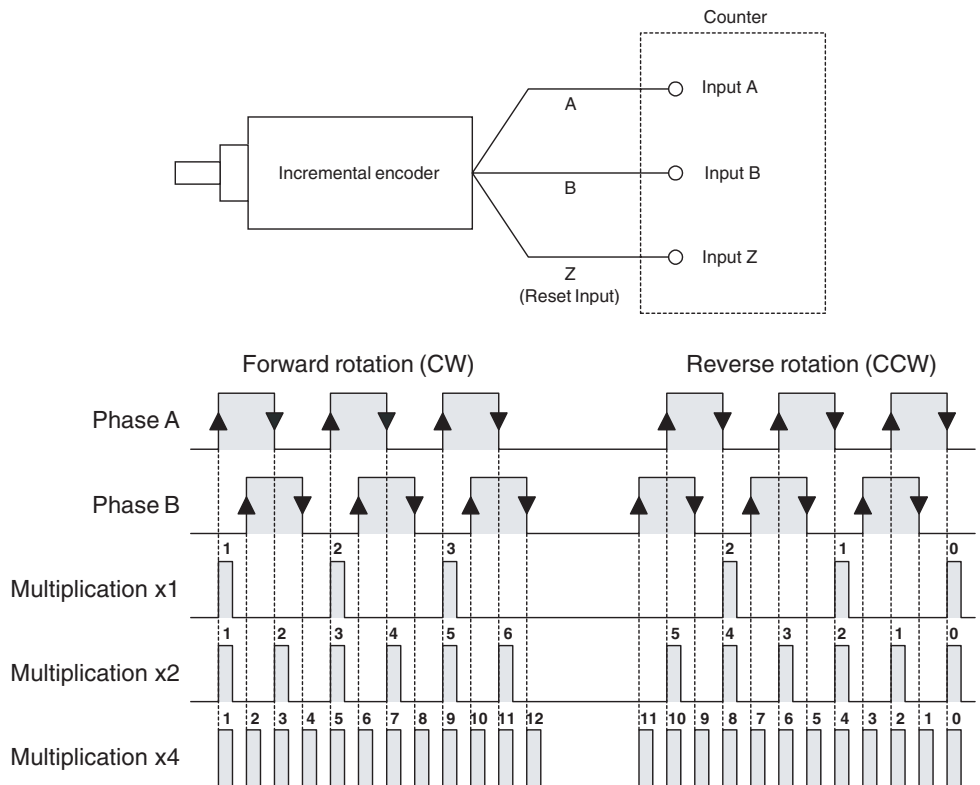 Counter
Input A
A
Incremental encoder
Input B
B
Input Z
Z
(Reset Input)
Forward rotation (CW) Reverse rotation (CCW)
Phase A
Phase B
1 2 3 2 1 0
Multiplication x1
1 2 3 4 5 6 5 4 3 2 1 0
Multiplication x2
1 2 3 4 5 6 7 8 9 10 11 12 11 10 9 8 7 6 5 4 3 2 1 0
Multiplication x4